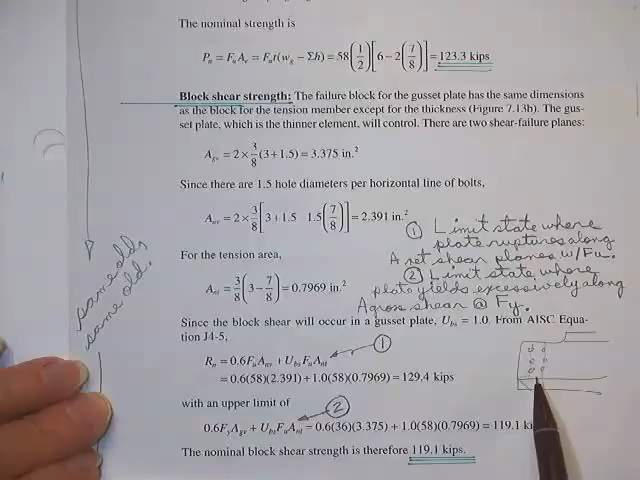 The nominal strength is
Pn = FuAe = Fut(wg − Σh) = 58(1/2)[6 − 2(7/8)] = 123.3 kips
Block shear strength: The failure block for the gusset plate has the same dimensions
as the block for the tension member except for the thickness (Figure 7.13b). The gus-
set plate, which is the thinner element, will control. There are two shear-failure planes:
Agv = 2 × 3/8(3 + 1.5) = 3.375 in.²
Since there are 1.5 hole diameters per horizontal line of bolts,
Anv = 2 × 3/8[3 + 1.5 1.5(7/8)] = 2.391 in.²
① Limit state where
plate ruptures along
A net shear planes w/Fu.
For the tension area,
② Limit state where
plate yields excessively along
A gross shear @ Fy.
Ant = 3/8(3 − 7/8) = 0.7969 in²
same old,
same old.
Since the block shear will occur in a gusset plate, Ubs = 1.0. From AISC Equa-
tion J4-5,
①
Rn = 0.6FuAnv + UbsFuAnt
= 0.6(58)(2.391) + 1.0(58)(0.7969) = 129.4 kips
with an upper limit of
②
0.6FyAgv + UbsFuAnt = 0.6(36)(3.375) + 1.0(58)(0.7969) = 119.1 ki
The nominal block shear strength is therefore 119.1 kips.